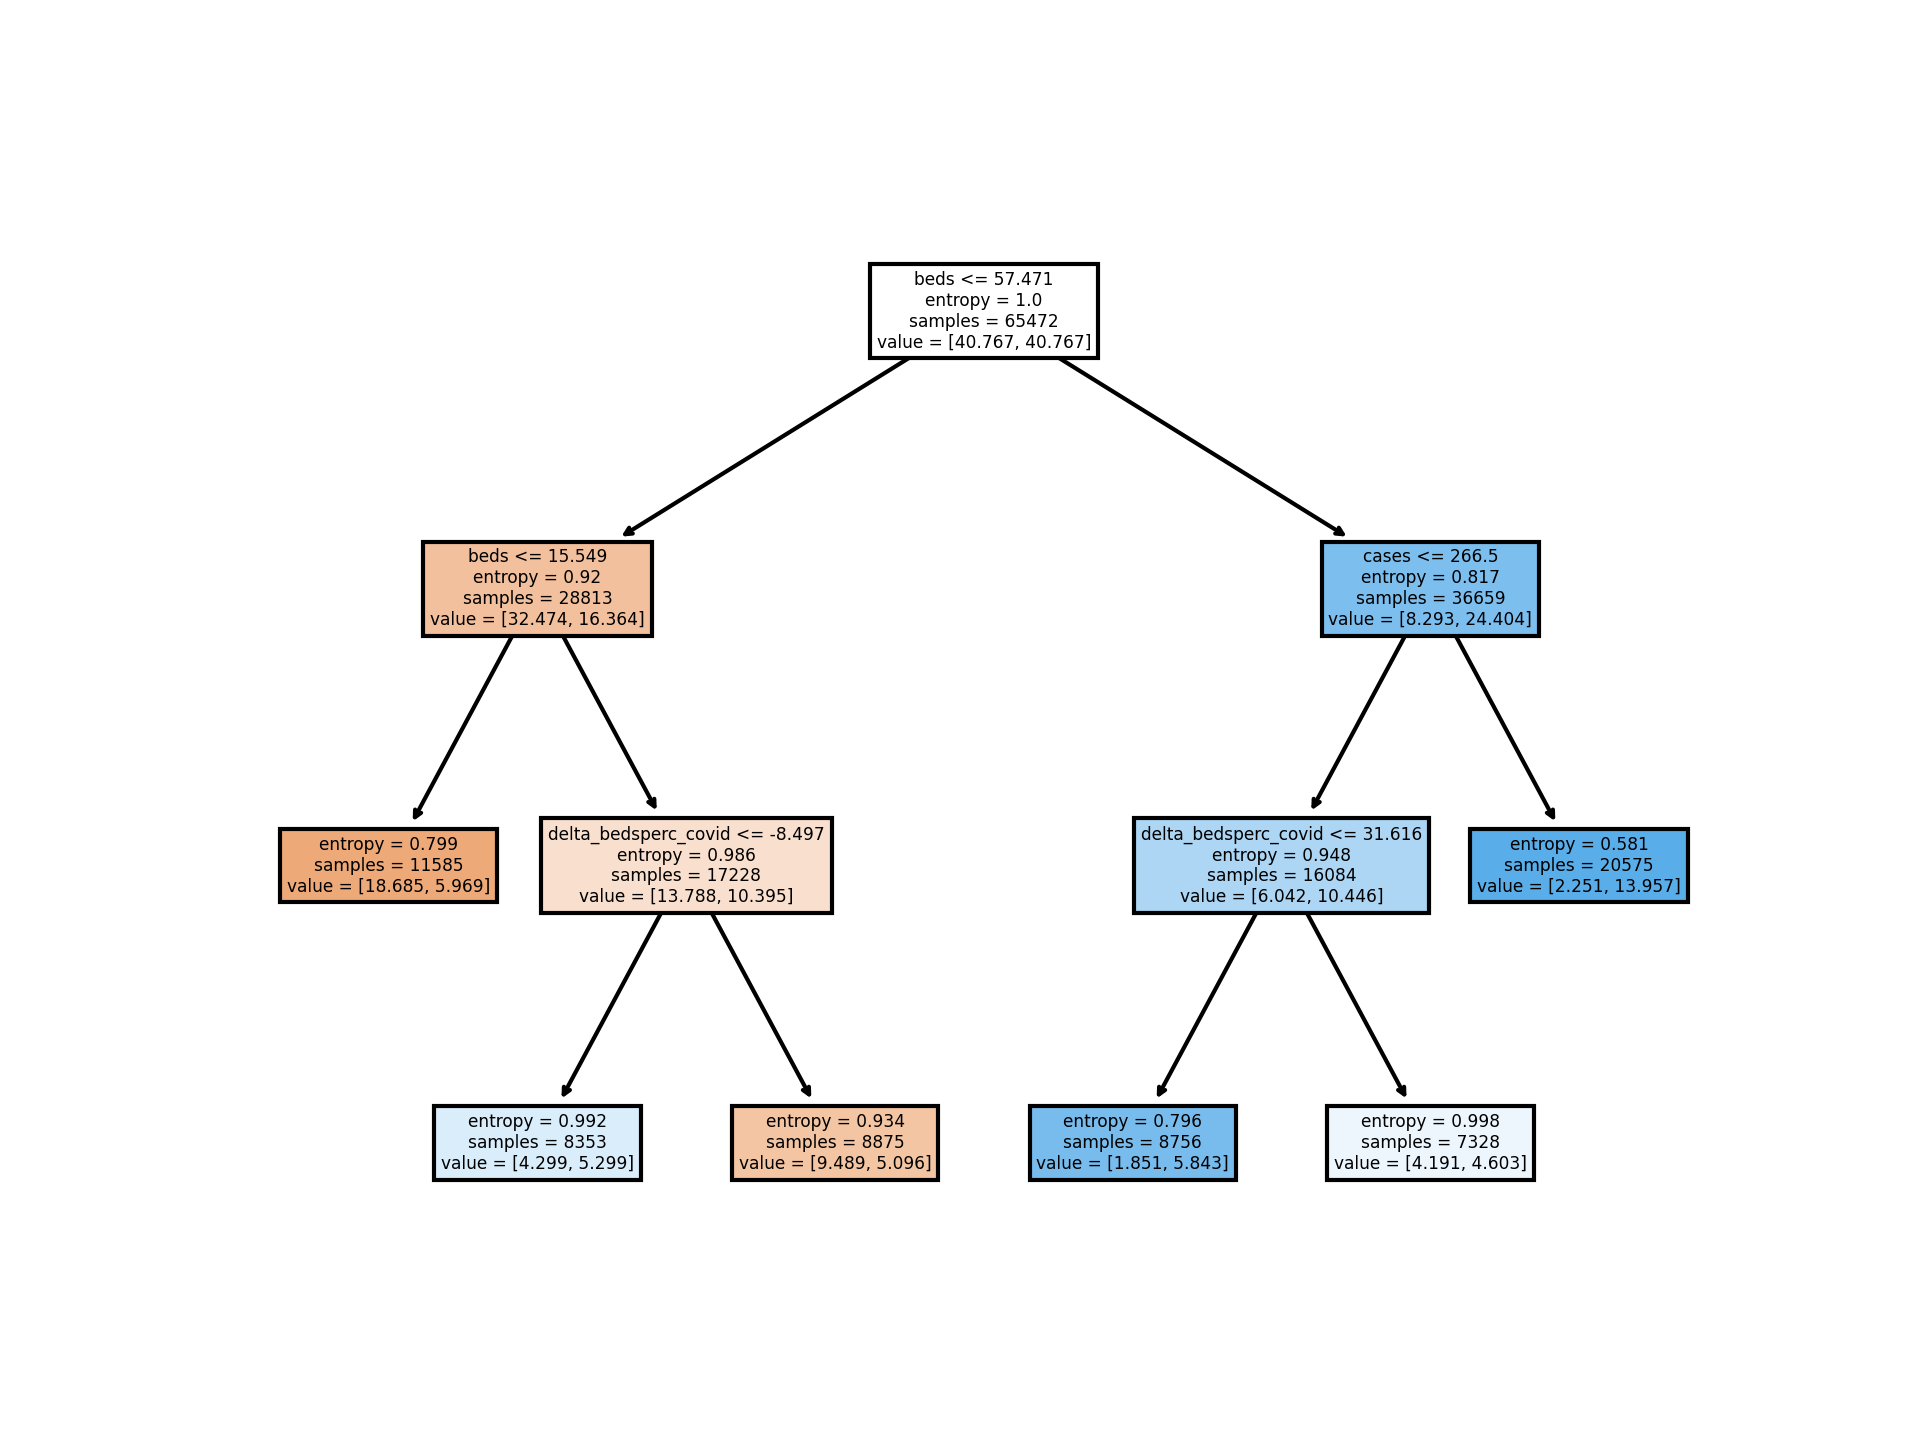 beds <= 57.471
entropy = 1.0
samples = 65472
value = [40.767, 40.767]
beds <= 15.549
entropy = 0.92
samples = 28813
value = [32.474, 16.364]
cases <= 266.5
entropy = 0.817
samples = 36659
value = [8.293, 24.404]
entropy = 0.799
samples = 11585
value = [18.685, 5.969]
delta_bedsperc_covid <= -8.497
entropy = 0.986
samples = 17228
value = [13.788, 10.395]
delta_bedsperc_covid <= 31.616
entropy = 0.948
samples = 16084
value = [6.042, 10.446]
entropy = 0.581
samples = 20575
value = [2.251, 13.957]
entropy = 0.992
samples = 8353
value = [4.299, 5.299]
entropy = 0.934
samples = 8875
value = [9.489, 5.096]
entropy = 0.796
samples = 8756
value = [1.851, 5.843]
entropy = 0.998
samples = 7328
value = [4.191, 4.603]